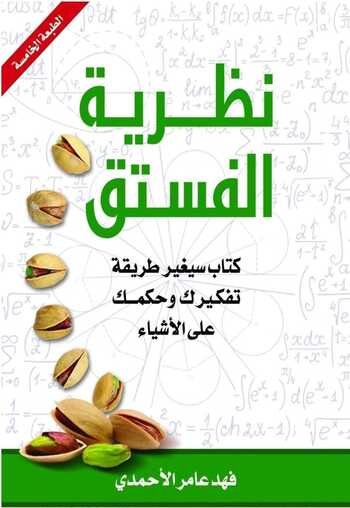 الطبعة الخامسة
نظرية
الفستق
كتاب سيغير طريقة
تفكيرك وحكمك
على الأشياء
فهد عامر الأحمدي